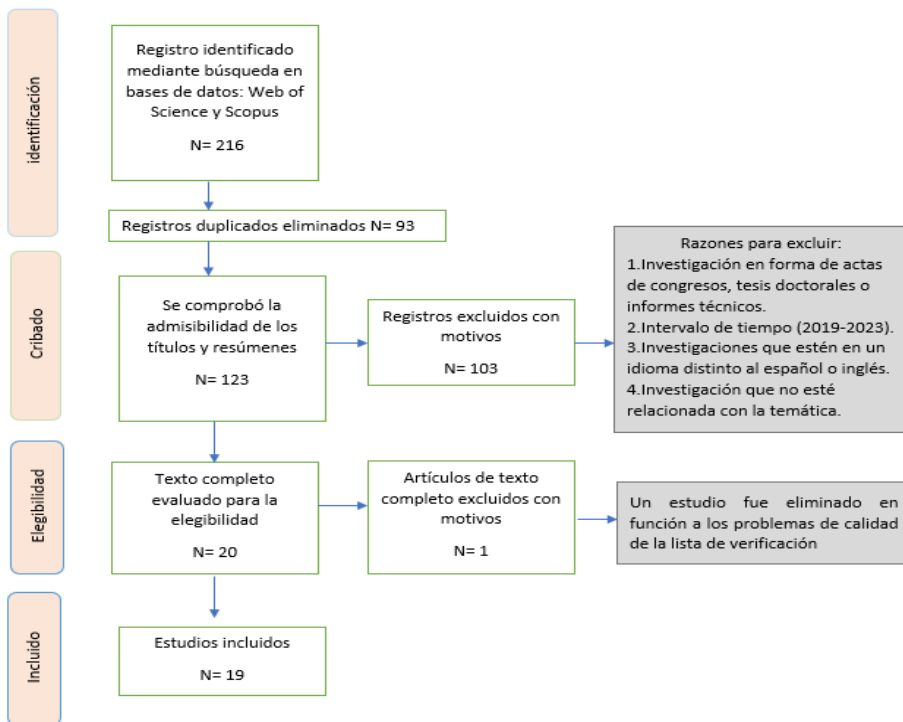 identificación
Registro identificado
mediante búsqueda en
bases de datos: Web of
Science y Scopus
N= 216
Registros duplicados eliminados N= 93
Cribado
Se comprobó la
admisibilidad de los
títulos y resúmenes
N= 123
Registros excluidos con
motivos
N= 103
Razones para excluir:
1.Investigación en forma de actas
de congresos, tesis doctorales o
informes técnicos.
2.Intervalo de tiempo (2019-2023).
3.Investigaciones que estén en un
idioma distinto al español o inglés.
4.Investigación que no esté
relacionada con la temática.
Elegibilidad
Texto completo
evaluado para la
elegibilidad
N= 20
Artículos de texto
completo excluidos con
motivos
N= 1
Un estudio fue eliminado en
función a los problemas de calidad
de la lista de verificación
Incluido
Estudios incluidos
N= 19